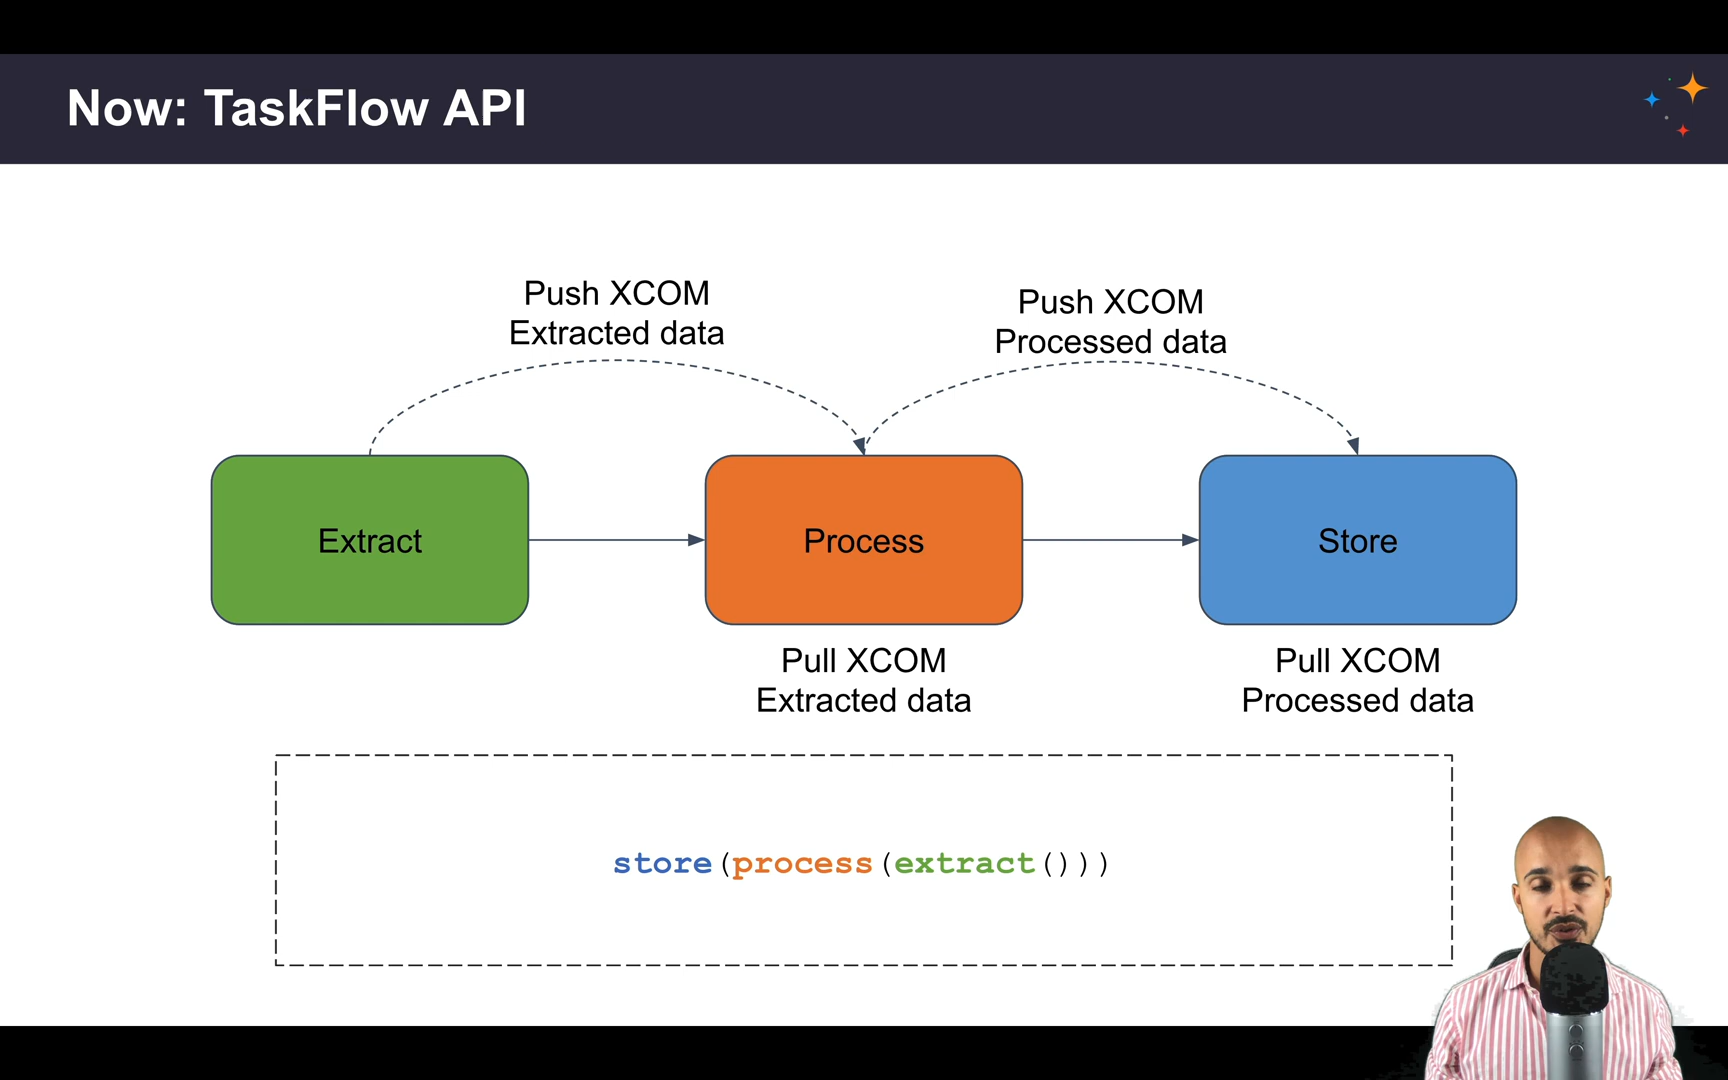 Now: TaskFlow API
Push XCOM
Extracted data
Push XCOM
Processed data
Extract
Process
Store
Pull XCOM
Extracted data
Pull XCOM
Processed data
store(process(extract()))